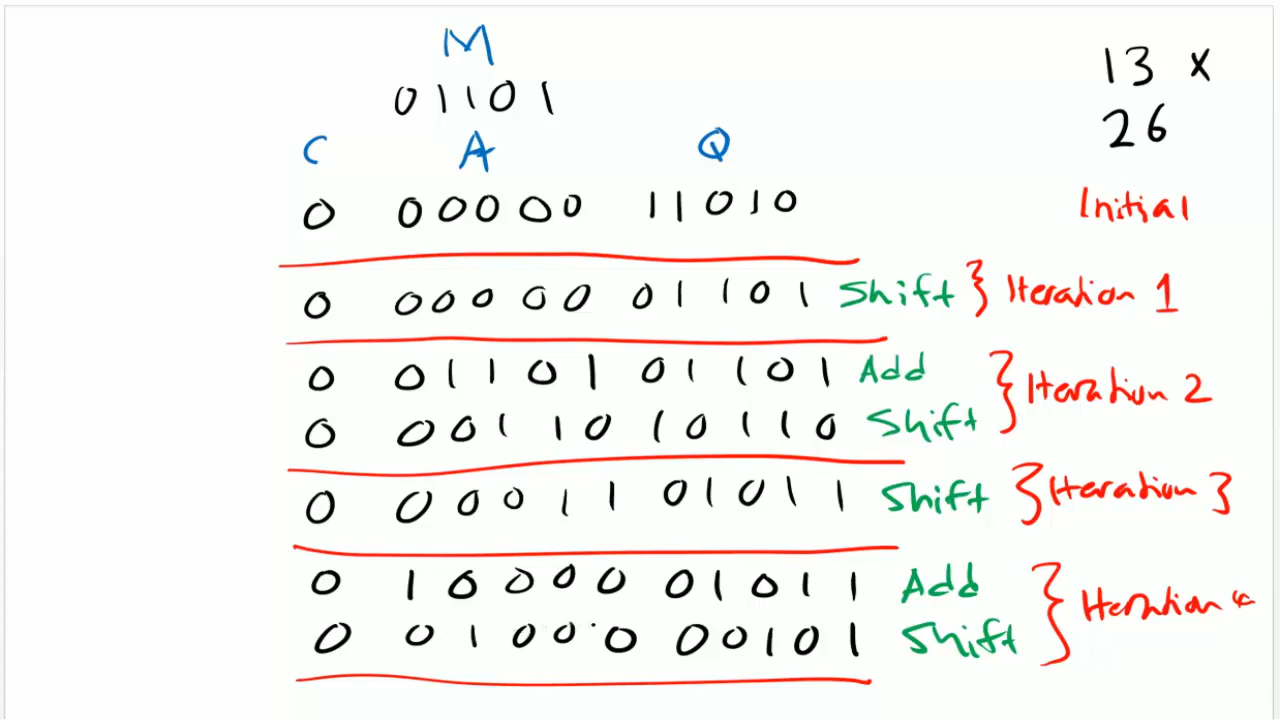 M
01101
13 x
26
C A Q
0 00000 11010 Initial
0 00000 01101 Shift } Iteration 1
0 01101 01101 Add
0 00110 10110 Shift } Iteration 2
0 00011 01011 Shift } Iteration 3
0 10000 01011 Add
0 01000 00101 Shift } Iteration 4